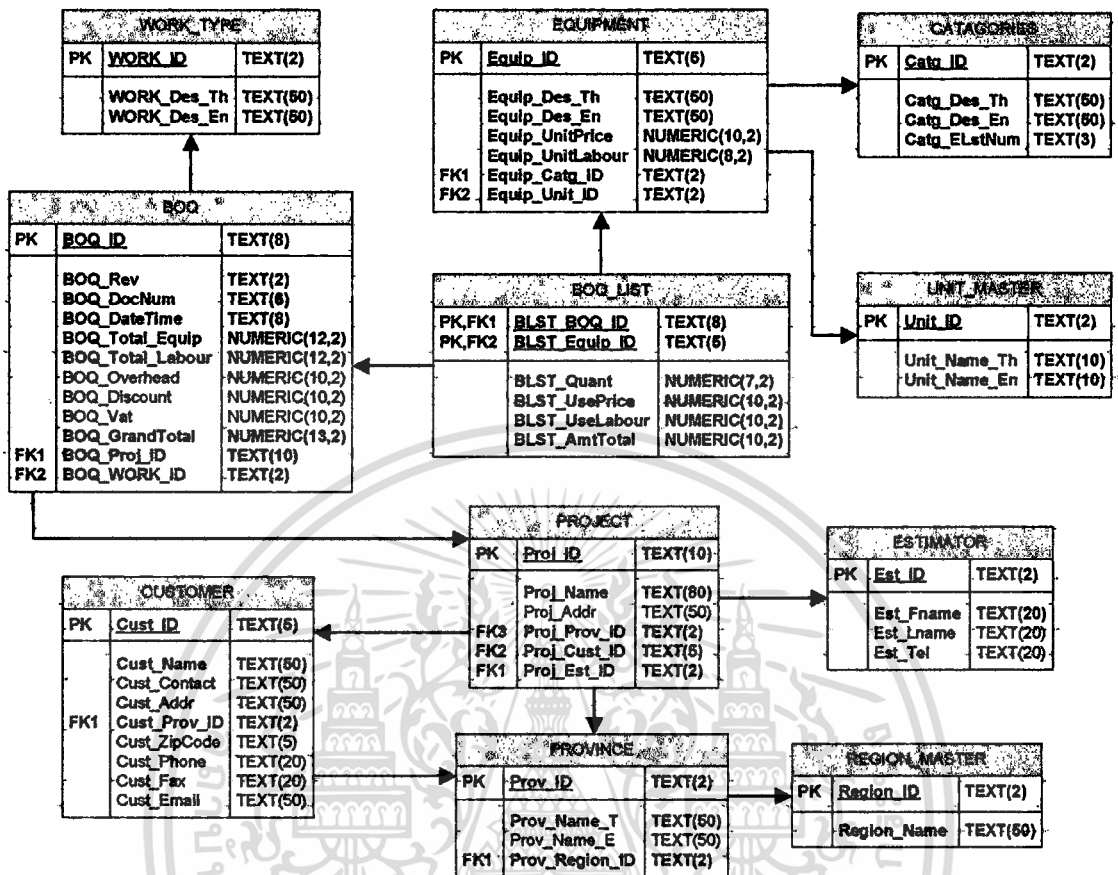 WORK_TYPE
PK WORK_ID TEXT(2)
WORK_Des_Th TEXT(50)
WORK_Des_En TEXT(50)
EQUIPMENT
PK Equip_ID TEXT(5)
Equip_Des_Th TEXT(50)
Equip_Des_En TEXT(50)
Equip_UnitPrice NUMERIC(10,2)
Equip_UnitLabour NUMERIC(8,2)
FK1 Equip_Catg_ID TEXT(2)
FK2 Equip_Unit_ID TEXT(2)
CATAGORIES
PK Catg_ID TEXT(2)
Catg_Des_Th TEXT(50)
Catg_Des_En TEXT(50)
Catg_ELstNum TEXT(3)
BOQ
PK BOQ_ID TEXT(8)
BOQ_Rev TEXT(2)
BOQ_DocNum TEXT(6)
BOQ_DateTime TEXT(8)
BOQ_Total_Equip NUMERIC(12,2)
BOQ_Total_Labour NUMERIC(12,2)
BOQ_Overhead NUMERIC(10,2)
BOQ_Discount NUMERIC(10,2)
BOQ_Vat NUMERIC(10,2)
BOQ_GrandTotal NUMERIC(13,2)
FK1 BOQ_Proj_ID TEXT(10)
FK2 BOQ_WORK_ID TEXT(2)
BOQ_LIST
PK,FK1 BLST_BOQ_ID TEXT(8)
PK,FK2 BLST_Equip_ID TEXT(5)
BLST_Quant NUMERIC(7,2)
BLST_UsePrice NUMERIC(10,2)
BLST_UseLabour NUMERIC(10,2)
BLST_AmtTotal NUMERIC(10,2)
UNIT_MASTER
PK Unit_ID TEXT(2)
Unit_Name_Th TEXT(10)
Unit_Name_En TEXT(10)
PROJECT
PK Proj_ID TEXT(10)
Proj_Name TEXT(80)
Proj_Addr TEXT(50)
FK3 Proj_Prov_ID TEXT(2)
FK2 Proj_Cust_ID TEXT(5)
FK1 Proj_Est_ID TEXT(2)
ESTIMATOR
PK Est_ID TEXT(2)
Est_Fname TEXT(20)
Est_Lname TEXT(20)
Est_Tel TEXT(20)
CUSTOMER
PK Cust_ID TEXT(5)
Cust_Name TEXT(50)
Cust_Contact TEXT(50)
Cust_Addr TEXT(50)
FK1 Cust_Prov_ID TEXT(2)
Cust_ZipCode TEXT(5)
Cust_Phone TEXT(20)
Cust_Fax TEXT(20)
Cust_Email TEXT(50)
PROVINCE
PK Prov_ID TEXT(2)
Prov_Name_T TEXT(50)
Prov_Name_E TEXT(50)
FK1 Prov_Region_ID TEXT(2)
REGION_MASTER
PK Region_ID TEXT(2)
Region_Name TEXT(50)